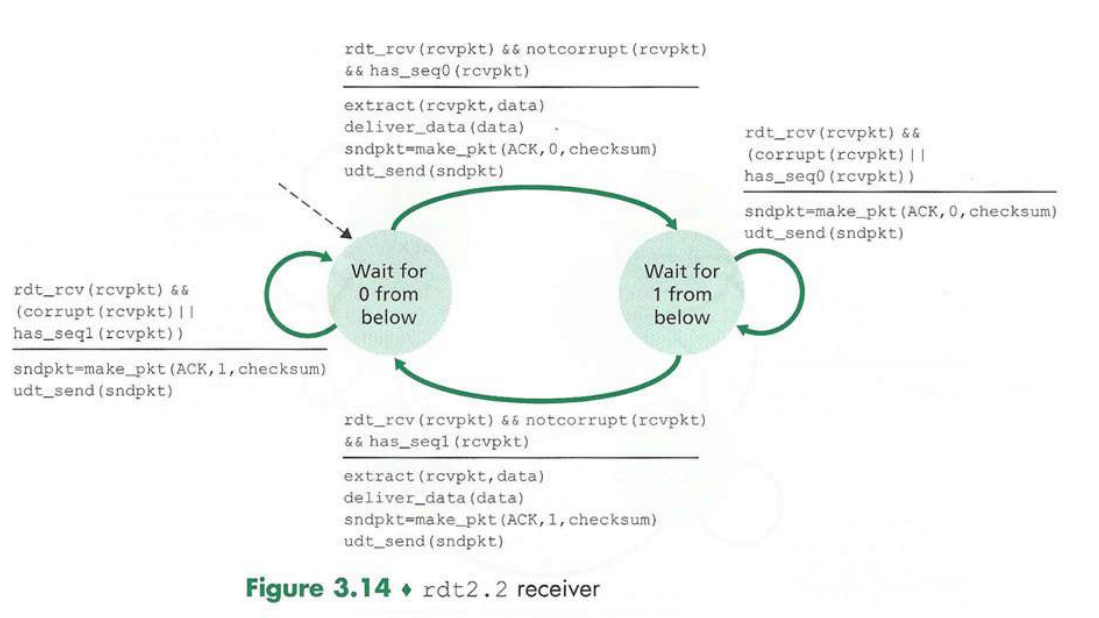 rdt_rcv(rcvpkt) && notcorrupt(rcvpkt)
&& has_seq0(rcvpkt)
extract(rcvpkt,data)
deliver_data(data)
sndpkt=make_pkt(ACK,0,checksum)
udt_send(sndpkt)
rdt_rcv(rcvpkt) &&
(corrupt(rcvpkt)||
has_seq0(rcvpkt))
sndpkt=make_pkt(ACK,0,checksum)
udt_send(sndpkt)
Wait for
0 from
below
Wait for
1 from
below
rdt_rcv(rcvpkt) &&
(corrupt(rcvpkt)||
has_seq1(rcvpkt))
sndpkt=make_pkt(ACK,1,checksum)
udt_send(sndpkt)
rdt_rcv(rcvpkt) && notcorrupt(rcvpkt)
&& has_seq1(rcvpkt)
extract(rcvpkt,data)
deliver_data(data)
sndpkt=make_pkt(ACK,1,checksum)
udt_send(sndpkt)
Figure 3.14 ♦ rdt2.2 receiver